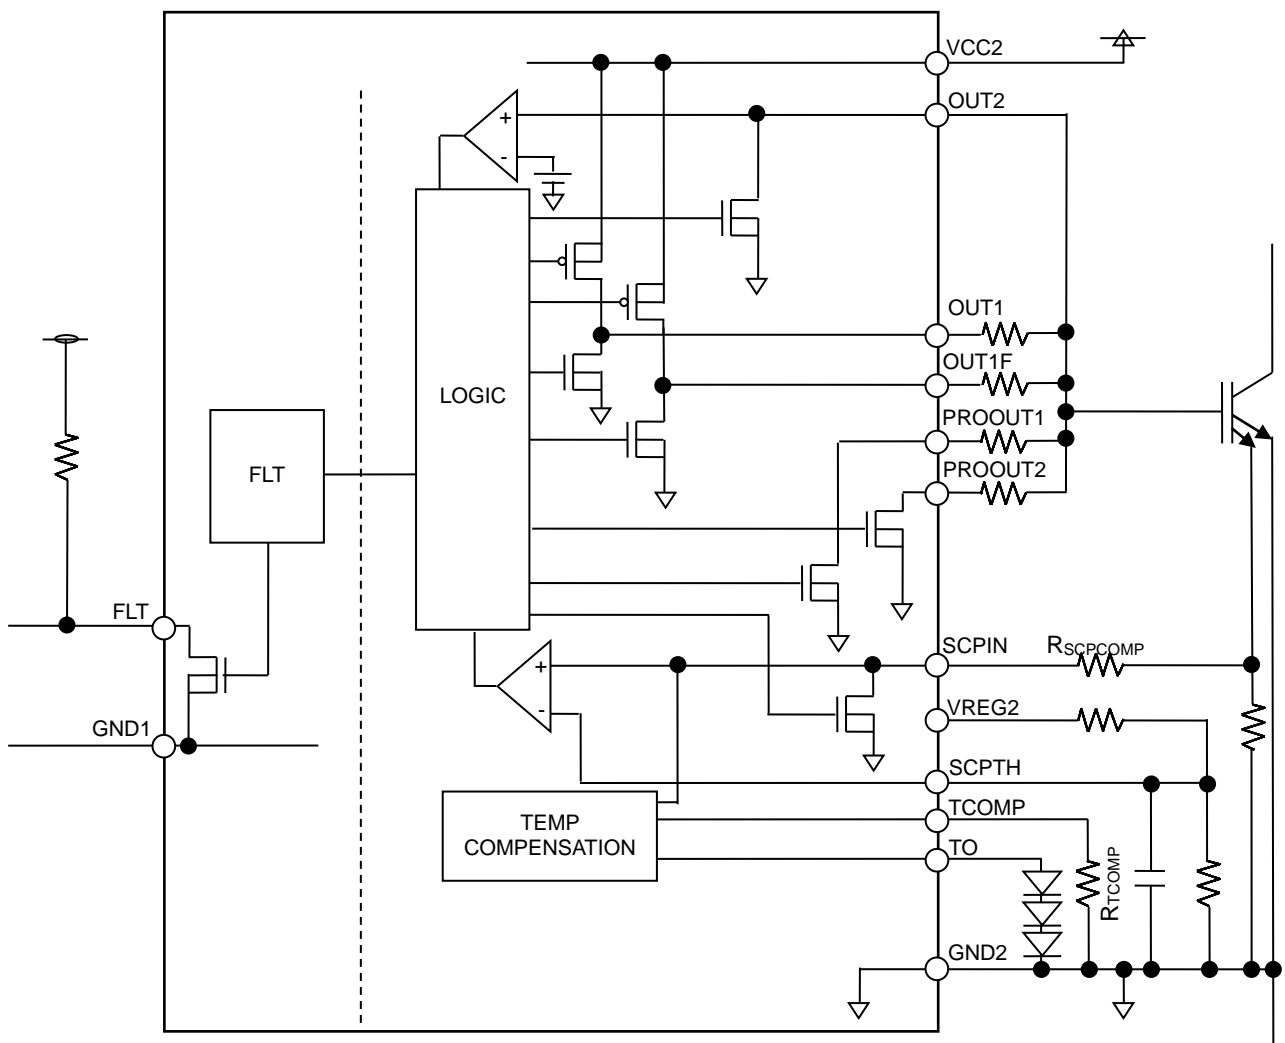 VCC2
OUT2
+
-
OUT1
OUT1F
LOGIC
PROOUT1
FLT
PROOUT2
FLT
SCPIN
RSCPCOMP
+
-
VREG2
GND1
SCPTH
TCOMP
TEMP
COMPENSATION
TO
RTCOMP
GND2